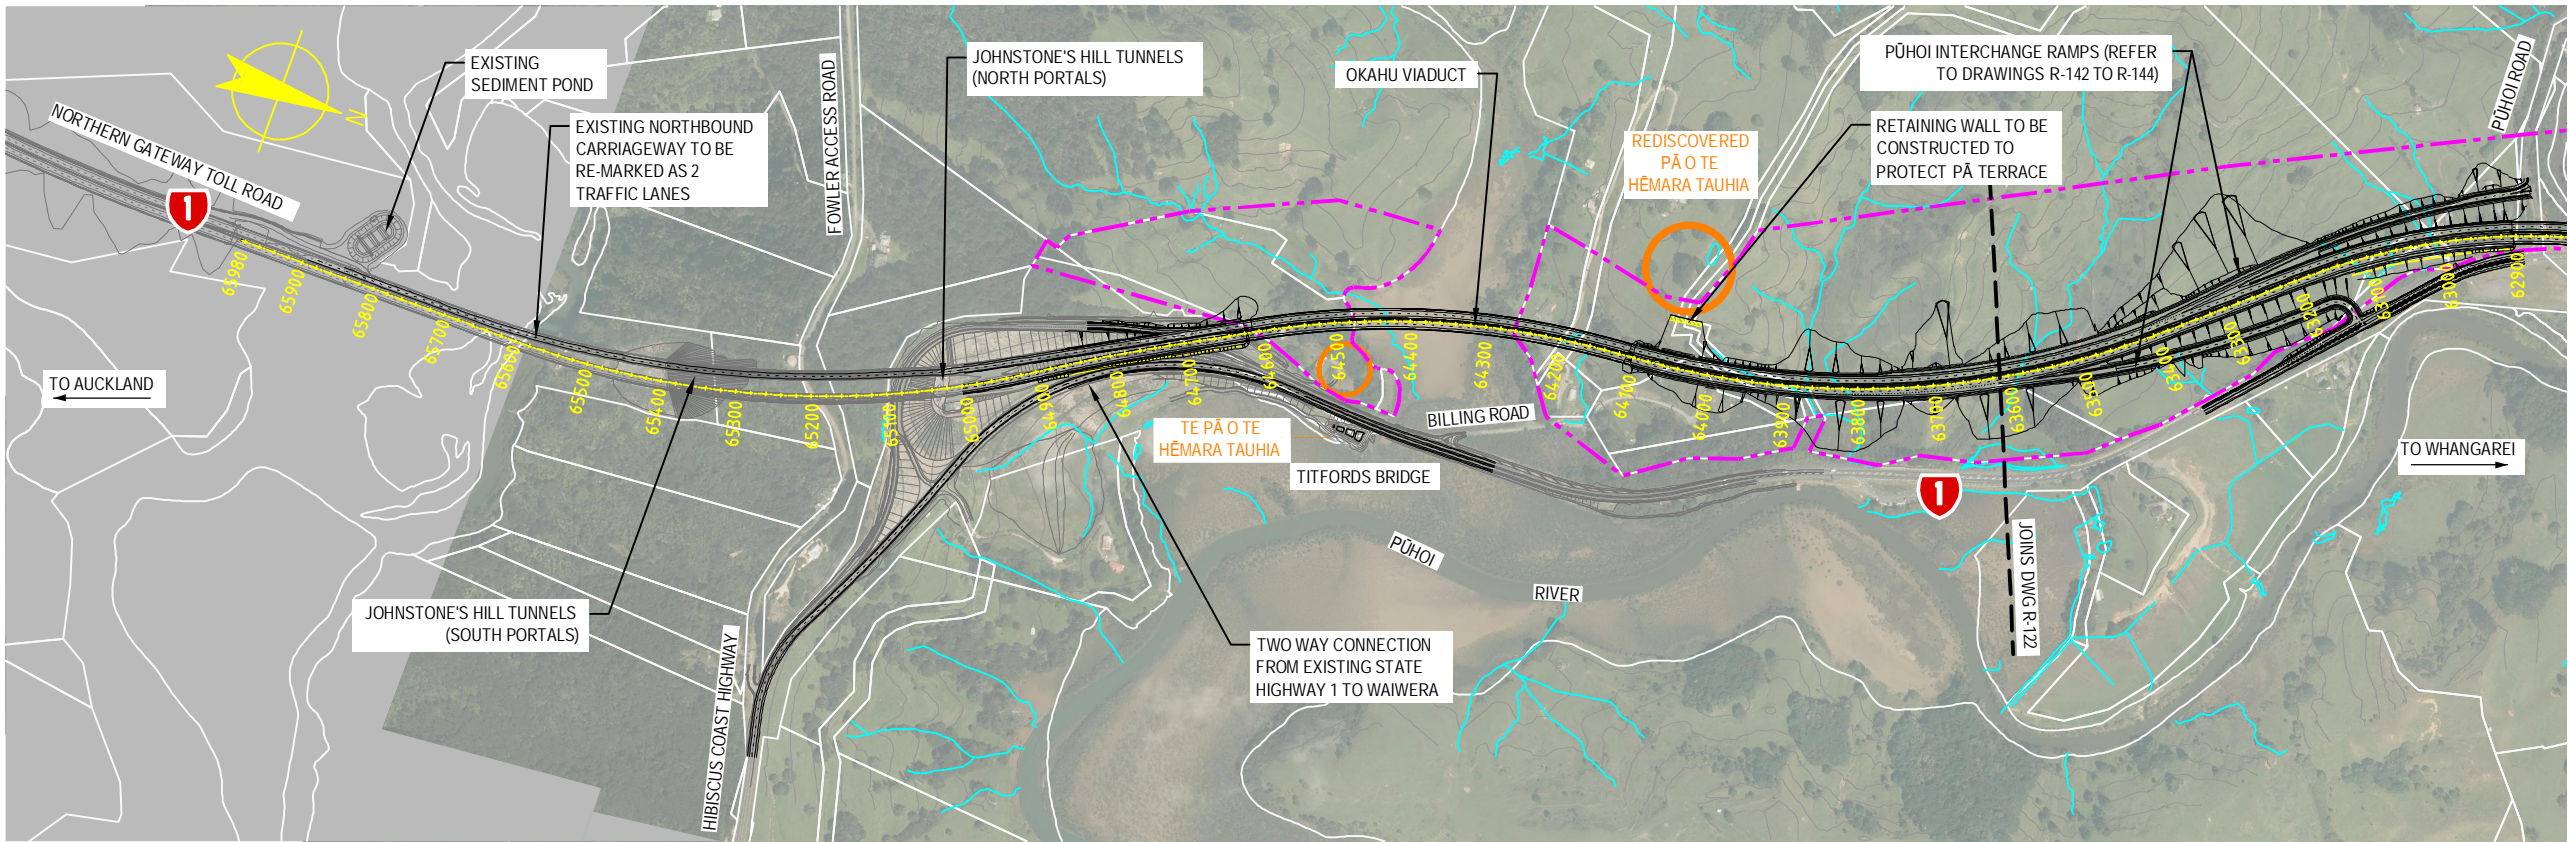 EXISTING
SEDIMENT POND
NORTHERN GATEWAY TOLL ROAD
1
N
EXISTING NORTHBOUND
CARRIAGEWAY TO BE
RE-MARKED AS 2
TRAFFIC LANES
FOWLER ACCESS ROAD
JOHNSTONE'S HILL TUNNELS
(NORTH PORTALS)
OKAHU VIADUCT
REDISCOVERED
PĀ O TE
HĒMARA TAUHIA
PŪHOI INTERCHANGE RAMPS (REFER
TO DRAWINGS R-142 TO R-144)
RETAINING WALL TO BE
CONSTRUCTED TO
PROTECT PĀ TERRACE
PŪHOI ROAD
65980
65900
65800
65700
65600
65500
65400
65300
65200
65100
65000
64900
64800
64700
64600
64500
64400
64300
64200
64100
64000
63900
63800
63700
63600
63500
63400
63300
63200
63100
63000
62900
TO AUCKLAND
TE PĀ O TE
HĒMARA TAUHIA
BILLING ROAD
TITFORDS BRIDGE
TO WHANGAREI
1
JOINS DWG R-122
PŪHOI
RIVER
JOHNSTONE'S HILL TUNNELS
(SOUTH PORTALS)
TWO WAY CONNECTION
FROM EXISTING STATE
HIGHWAY 1 TO WAIWERA
HIBISCUS COAST HIGHWAY